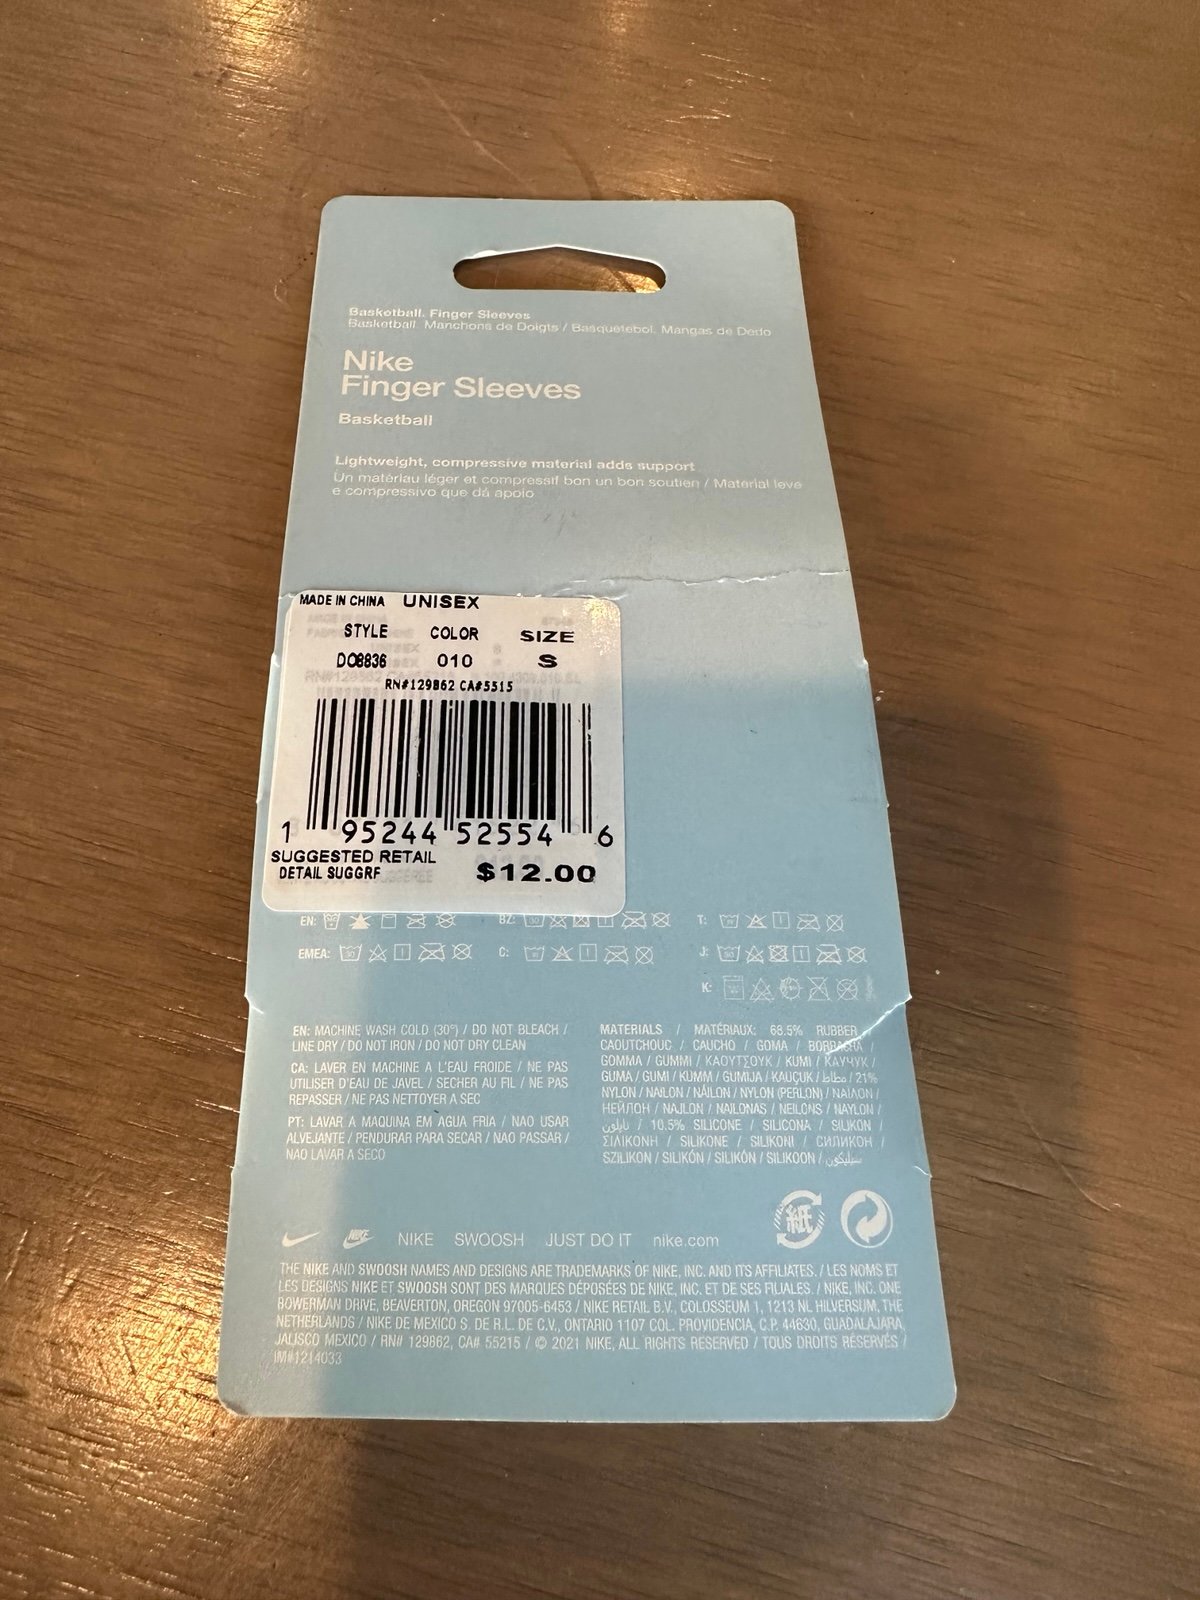 Basketball. Finger Sleeves
Basketball. Manchons de Doigts / Basquetebol. Mangas de Dedo
Nike
Finger Sleeves
Basketball
Lightweight, compressive material adds support
Un matériau léger et compressif bon un bon soutien / Material leve
e compressivo que dá apoio
MADE IN CHINA UNISEX
STYLE COLOR SIZE
DO8836 010 S
RN#129862 CA#5515
1 95244 52554 6
SUGGESTED RETAIL
DETAIL SUGGRF $12.00
EN: BZ: T:
EMEA: C: J:
K:
EN: MACHINE WASH COLD (30°) / DO NOT BLEACH /
LINE DRY / DO NOT IRON / DO NOT DRY CLEAN
CA: LAVER EN MACHINE A L'EAU FROIDE / NE PAS
UTILISER D'EAU DE JAVEL / SECHER AU FIL / NE PAS
REPASSER / NE PAS NETTOYER A SEC
PT: LAVAR A MAQUINA EM AGUA FRIA / NAO USAR
ALVEJANTE / PENDURAR PARA SECAR / NAO PASSAR /
NAO LAVAR A SECO
MATERIALS / MATÉRIAUX: 68.5% RUBBER
CAOUTCHOUC / CAUCHO / GOMA / BORRACHA /
GOMMA / GUMMI / ΚΑΟΥΤΣΟΥΚ / KUMI / КАУЧУК /
GUMA / GUMI / KUMM / GUMIJA / KAUÇUK / مطاط / 21%
NYLON / NAILON / NÁILON / NYLON (PERLON) / ΝΑΙΛΟΝ /
НЕЙЛОН / NAJLON / NAILONAS / NEILONS / NAYLON /
نايلون / 10.5% SILICONE / SILICONA / SILIKON /
ΣΙΛΙΚΟΝΗ / SILIKONE / SILIKONI / СИЛИКОН /
SZILIKON / SILIKÓN / SILIKÓN / SILIKOON / سيليكون
紙
NIKE SWOOSH JUST DO IT nike.com
THE NIKE AND SWOOSH NAMES AND DESIGNS ARE TRADEMARKS OF NIKE, INC. AND ITS AFFILIATES. / LES NOMS ET
LES DESIGNS NIKE ET SWOOSH SONT DES MARQUES DÉPOSÉES DE NIKE, INC. ET DE SES FILIALES. / NIKE, INC. ONE
BOWERMAN DRIVE, BEAVERTON, OREGON 97005-6453 / NIKE RETAIL B.V., COLOSSEUM 1, 1213 NL HILVERSUM, THE
NETHERLANDS / NIKE DE MEXICO S. DE R.L. DE C.V., ONTARIO 1107 COL. PROVIDENCIA, C.P. 44630, GUADALAJARA,
JALISCO MEXICO / RN# 129862, CA# 55215 / © 2021 NIKE, ALL RIGHTS RESERVED / TOUS DROITS RÉSERVÉS /
IM#1214033